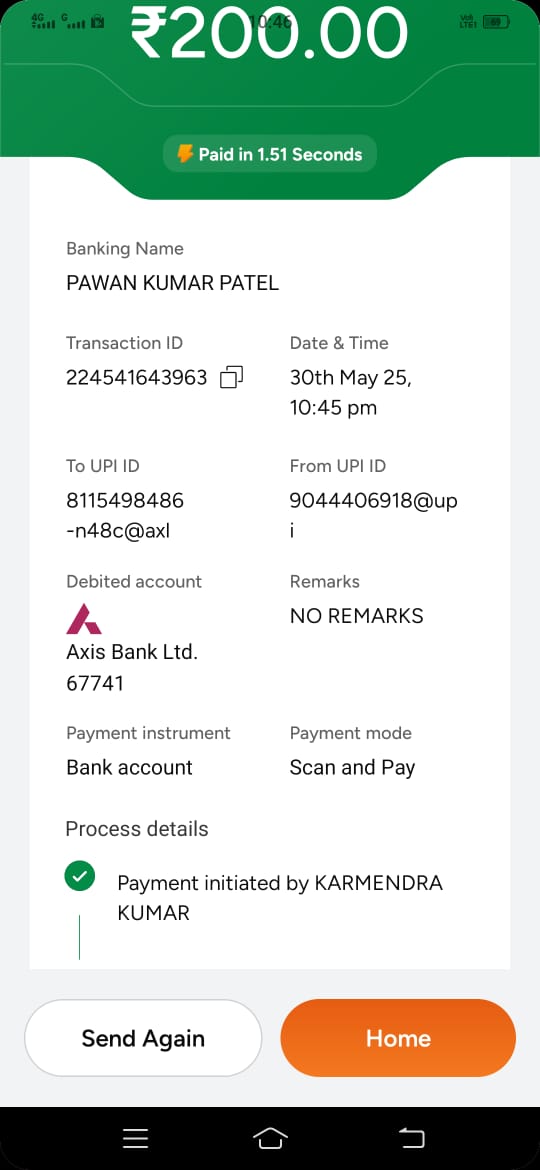 4G G 10:46 Vo)) LTE1 69
₹200.00
Paid in 1.51 Seconds
Banking Name
PAWAN KUMAR PATEL
Transaction ID Date & Time
224541643963 30th May 25,
10:45 pm
To UPI ID From UPI ID
8115498486 9044406918@up
-n48c@axl i
Debited account Remarks
NO REMARKS
Axis Bank Ltd.
67741
Payment instrument Payment mode
Bank account Scan and Pay
Process details
Payment initiated by KARMENDRA
KUMAR
Send Again Home